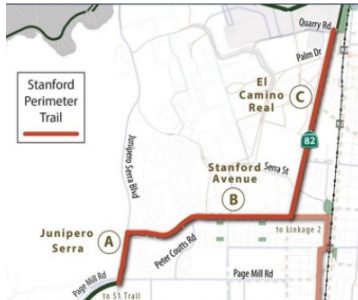 Quarry Rd
Palm Dr
Stanford
Perimeter
Trail
El
Camino
Real
C
82
Junipero Serra Blvd
Stanford
Avenue
Serra St
B
Junipero
Serra
A
Peter Coutts Rd
to Linkage 2
Page Mill Rd
Page Mill Rd
to S1.Trail